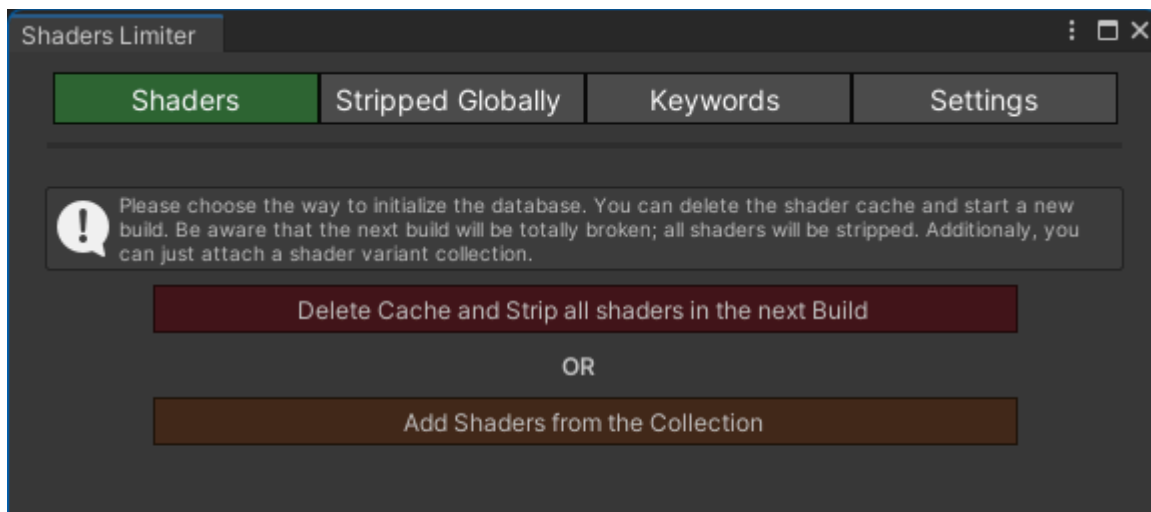 Shaders Limiter
Shaders
Stripped Globally
Keywords
Settings
Please choose the way to initialize the database. You can delete the shader cache and start a new
build. Be aware that the next build will be totally broken; all shaders will be stripped. Additionaly, you
can just attach a shader variant collection.
Delete Cache and Strip all shaders in the next Build
OR
Add Shaders from the Collection